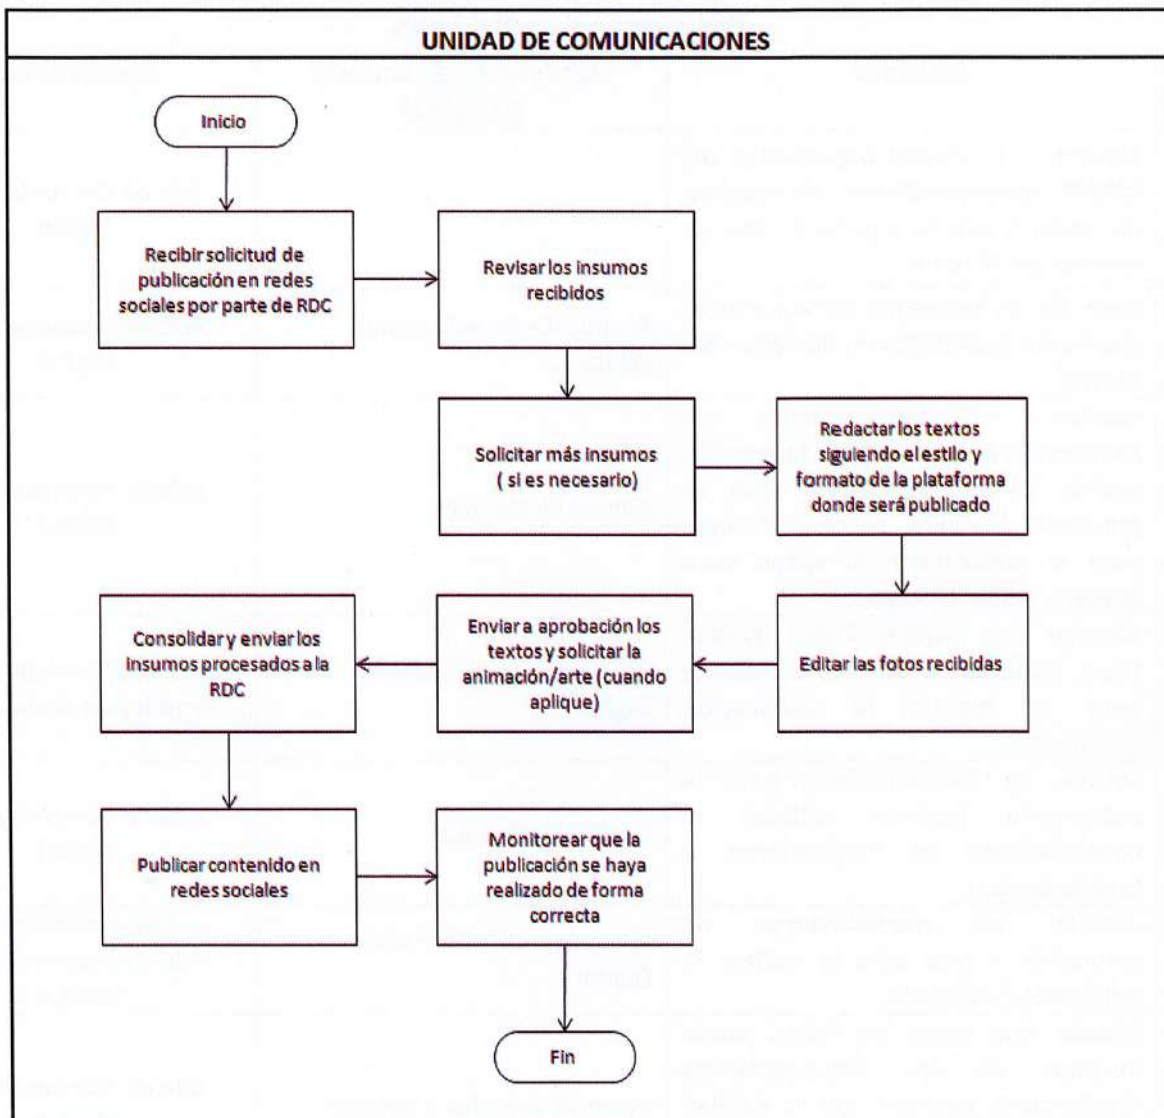 UNIDAD DE COMUNICACIONES
Inicio
Recibir solicitud de
publicación en redes
sociales por parte de RDC
Revisar los insumos
recibidos
Solicitar más insumos
( si es necesario)
Redactar los textos
siguiendo el estilo y
formato de la plataforma
donde será publicado
Editar las fotos recibidas
Enviar a aprobación los
textos y solicitar la
animación/arte (cuando
aplique)
Consolidar y enviar los
insumos procesados a la
RDC
Publicar contenido en
redes sociales
Monitorear que la
publicación se haya
realizado de forma
correcta
Fin